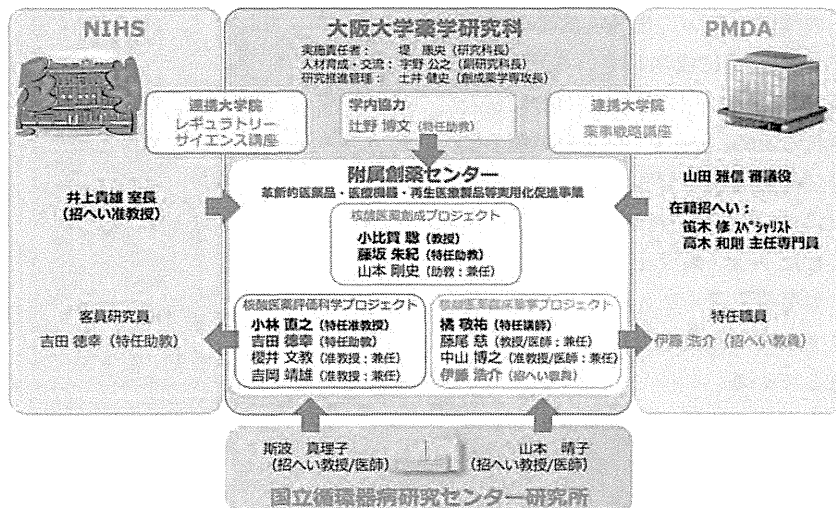 NIHS
大阪大学薬学研究科
PMDA
実施責任者： 堤 康央（研究科長）
人材育成・交流：宇野 公之（副研究科長）
研究推進管理：土井 健史（創成薬学専攻長）
連携大学院
レギュラトリー
サイエンス講座
学内協力
辻野 博文（特任助教）
連携大学院
薬事戦略講座
附属創薬センター
革新的医薬品・医療機器・再生医療製品等実用化促進事業
井上貴雄 室長
（招へい准教授）
山田 雅信 審議役
在籍招へい：
笛木 修 スペシャリスト
高木 和則 主任専門員
核酸医薬創成プロジェクト
小比賀 聡（教授）
藤坂 朱紀（特任助教）
山本 剛史（助教：兼任）
客員研究員
吉田 徳幸（特任助教）
核酸医薬評価科学プロジェクト
小林 直之（特任准教授）
吉田 徳幸（特任助教）
櫻井 文教（准教授：兼任）
吉岡 靖雄（准教授：兼任）
核酸医薬臨床薬学プロジェクト
橘 敬祐（特任講師）
藤尾 慈（教授/医師：兼任）
中山 博之（准教授/医師：兼任）
伊藤 浩介（招へい教員）
特任職員
伊藤 浩介（招へい教員）
斯波 真理子
（招へい教授/医師）
山本 晴子
（招へい教授/医師）
国立循環器病研究センター研究所